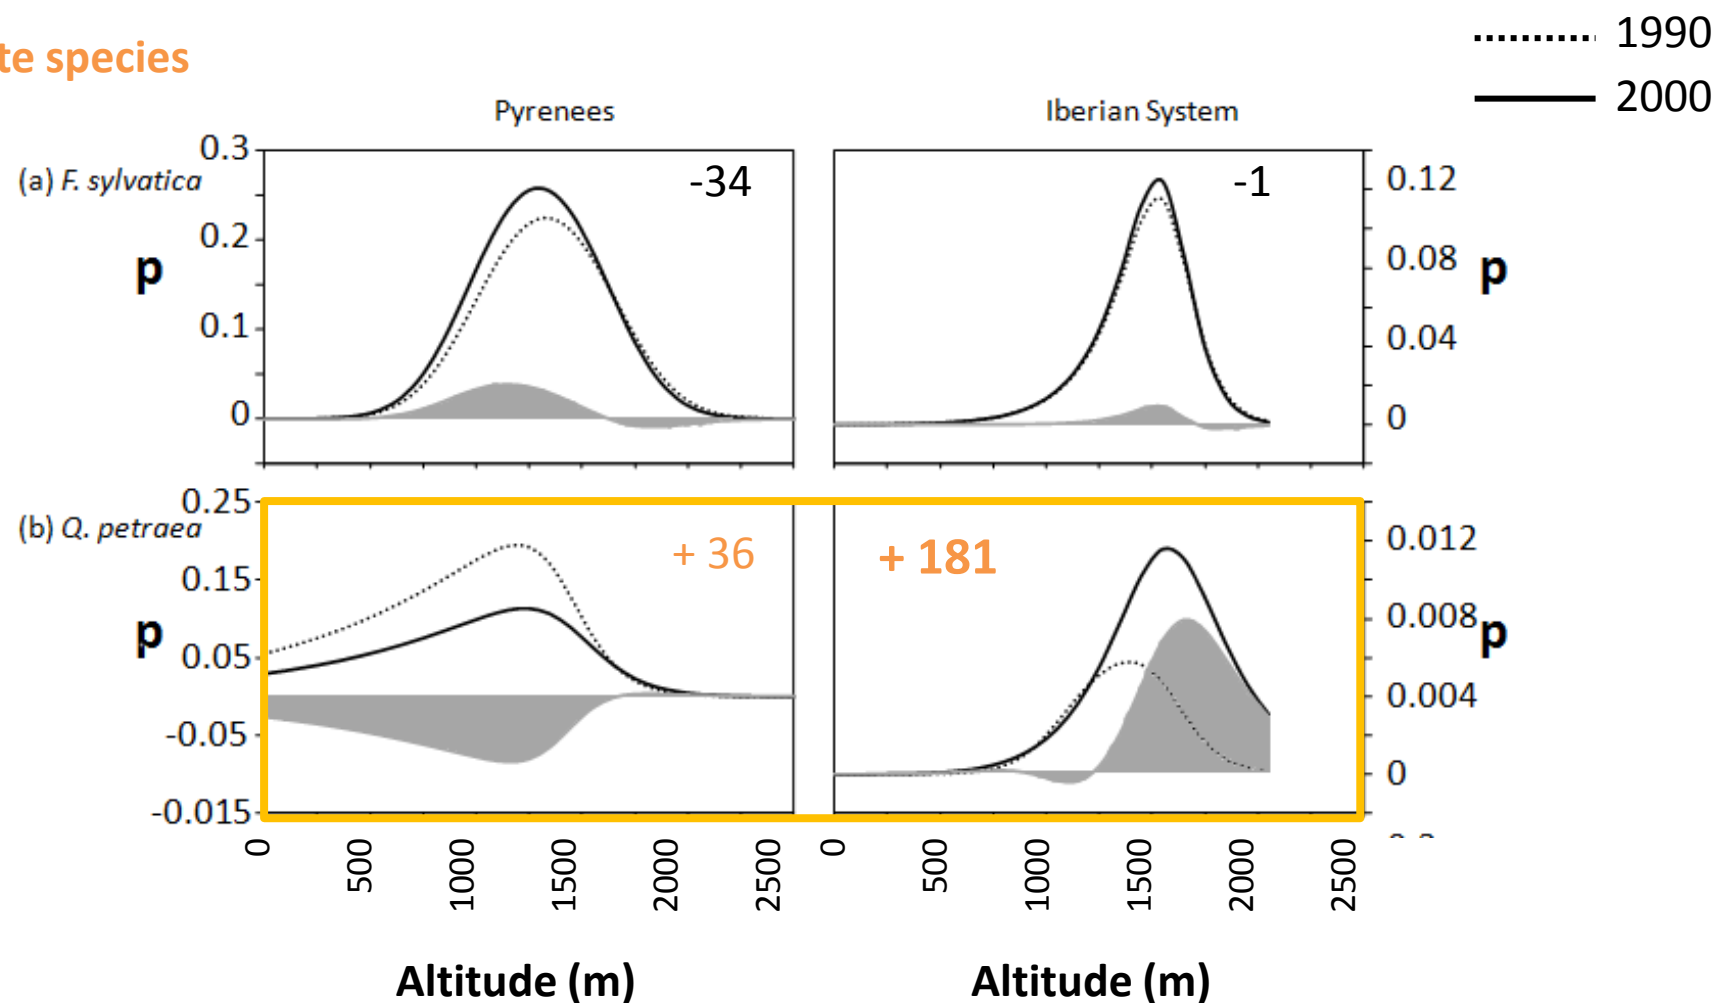 1990
te species
2000
Pyrenees
Iberian System
(a) F. sylvatica
0.3
-34
-1
0.12
0.2
p
0.08
p
0.1
0.04
0
0
(b) Q. petraea
0.25
+ 36
+ 181
0.012
0.15
p
0.008
p
0.05
0.004
-0.05
0
-0.015
0 500 1000 1500 2000 2500
0 500 1000 1500 2000 2500
Altitude (m)
Altitude (m)